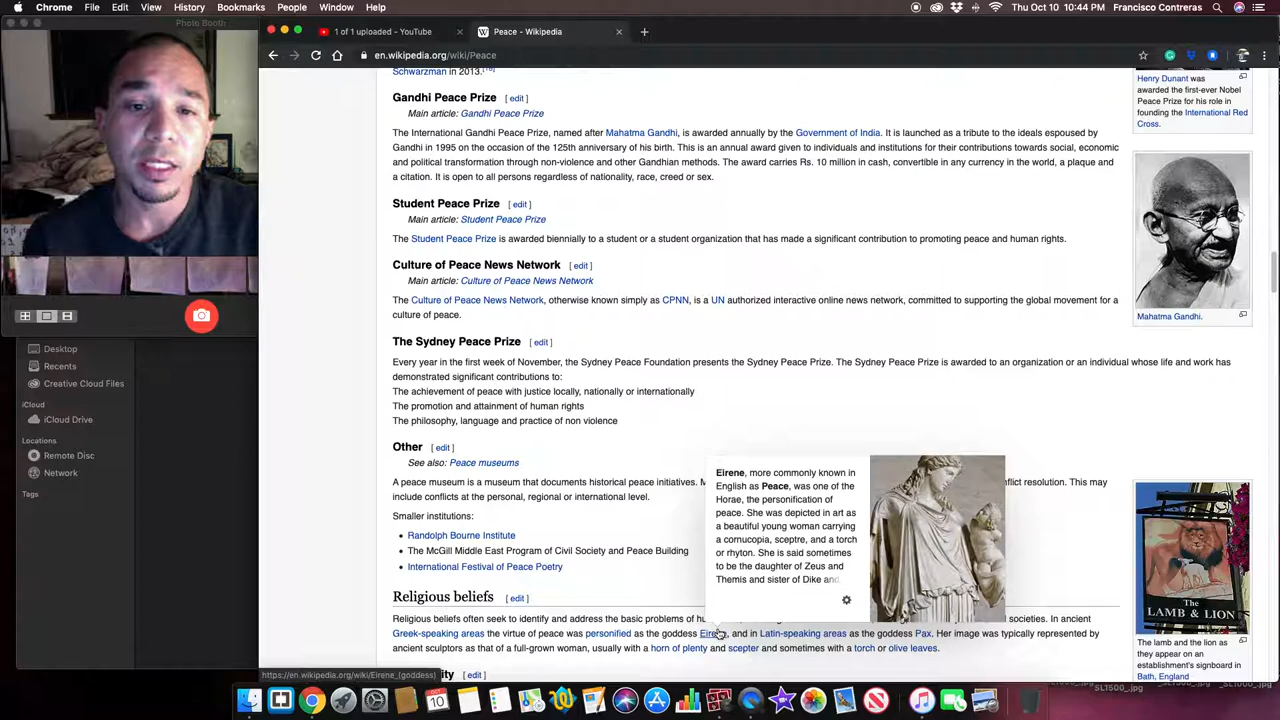 Chrome File Edit View History Bookmarks People Tab Window Help
Thu Oct 10 10:44 PM Francisco Contreras
Photo Booth
1 of 1 uploaded - YouTube
Peace - Wikipedia
en.wikipedia.org/wiki/Peace
Schwarzman in 2013.
Gandhi Peace Prize [ edit ]
Main article: Gandhi Peace Prize
The International Gandhi Peace Prize, named after Mahatma Gandhi, is awarded annually by the Government of India. It is launched as a tribute to the ideals espoused by
Gandhi in 1995 on the occasion of the 125th anniversary of his birth. This is an annual award given to individuals and institutions for their contributions towards social, economic
and political transformation through non-violence and other Gandhian methods. The award carries Rs. 10 million in cash, convertible in any currency in the world, a plaque and
a citation. It is open to all persons regardless of nationality, race, creed or sex.
Student Peace Prize [ edit ]
Main article: Student Peace Prize
The Student Peace Prize is awarded biennially to a student or a student organization that has made a significant contribution to promoting peace and human rights.
Culture of Peace News Network [ edit ]
Main article: Culture of Peace News Network
The Culture of Peace News Network, otherwise known simply as CPNN, is a UN authorized interactive online news network, committed to supporting the global movement for a
culture of peace.
The Sydney Peace Prize [ edit ]
Every year in the first week of November, the Sydney Peace Foundation presents the Sydney Peace Prize. The Sydney Peace Prize is awarded to an organization or an individual whose life and work has
demonstrated significant contributions to:
The achievement of peace with justice locally, nationally or internationally
The promotion and attainment of human rights
The philosophy, language and practice of non violence
Other [ edit ]
See also: Peace museums
A peace museum is a museum that documents historical peace initiatives. M
nflict resolution. This may
include conflicts at the personal, regional or international level.
Smaller institutions:
• Randolph Bourne Institute
• The McGill Middle East Program of Civil Society and Peace Building
• International Festival of Peace Poetry
Religious beliefs [ edit ]
Religious beliefs often seek to identify and address the basic problems of
societies. In ancient
Greek-speaking areas the virtue of peace was personified as the goddess Eirene, and in Latin-speaking areas as the goddess Pax. Her image was typically represented by
ancient sculptors as that of a full-grown woman, usually with a horn of plenty and scepter and sometimes with a torch or olive leaves.
ity [ edit ]
Eirene, more commonly known in
English as Peace, was one of the
Horae, the personification of
peace. She was depicted in art as
a beautiful young woman carrying
a cornucopia, sceptre, and a torch
or rhyton. She is said sometimes
to be the daughter of Zeus and
Themis and sister of Dike and
Henry Dunant was
awarded the first-ever Nobel
Peace Prize for his role in
founding the International Red
Cross.
Mahatma Gandhi.
The
LAMB & LION
The lamb and the lion as
they appear on an
establishment's signboard in
Bath, England
Desktop
Recents
Creative Cloud Files
iCloud
iCloud Drive
Locations
Remote Disc
Network
Tags
https://en.wikipedia.org/wiki/Eirene_(goddess)
10